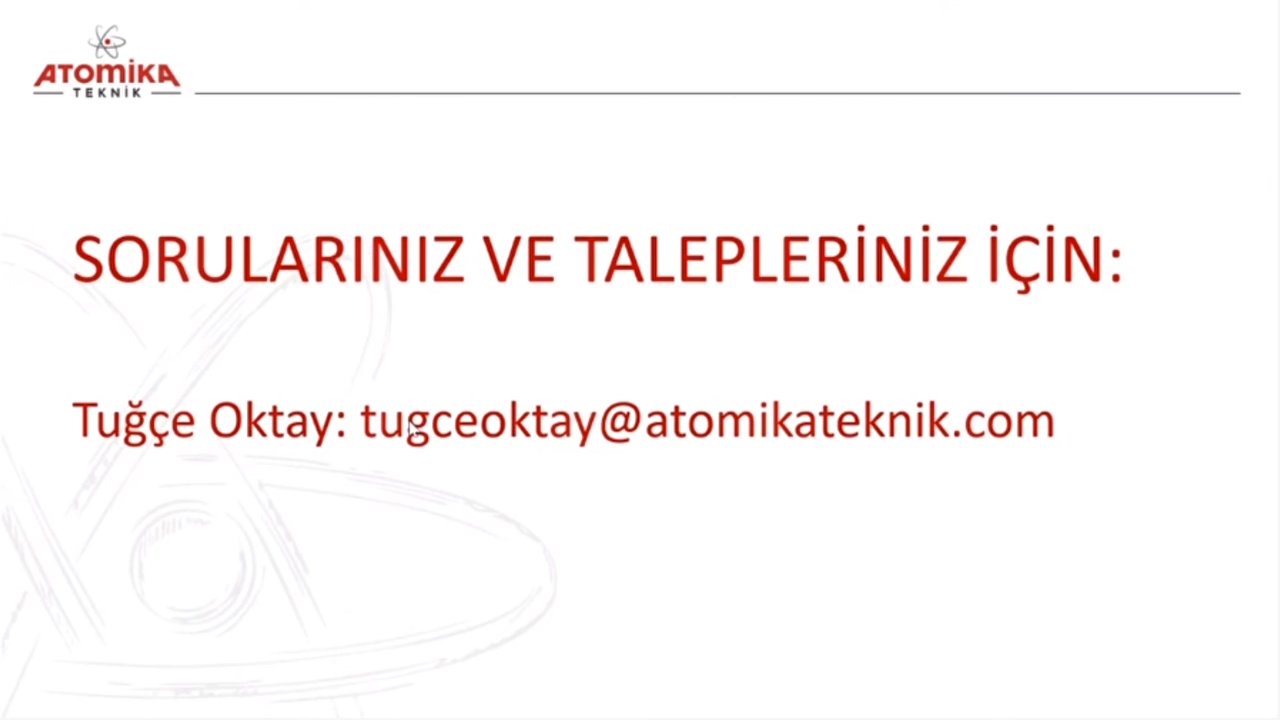 ATOMİKA
TEKNİK
SORULARINIZ VE TALEPLERİNİZ İÇİN:
Tuğçe Oktay: tugceoktay@atomikateknik.com